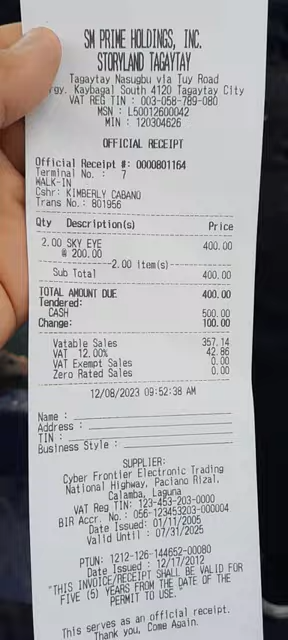 SM PRIME HOLDINGS, INC.
STORYLAND TAGAYTAY
Tagaytay Nasugbu via Tuy Road
rgy. Kaybagal South 4120 Tagaytay City
VAT REG TIN : 003-058-789-080
MSN : L50012600042
MIN : 120304626
OFFICIAL RECEIPT
Official Receipt #: 0000801164
Terminal No. : 7
WALK-IN
Cshr: KIMBERLY CABANO
Trans No.: 801956
Qty Description(s) Price
2.00 SKY EYE 400.00
@ 200.00
2.00 item(s)
Sub Total 400.00
TOTAL AMOUNT DUE 400.00
Tendered:
CASH 500.00
Change: 100.00
Vatable Sales 357.14
VAT 12.00% 42.86
VAT Exempt Sales 0.00
Zero Rated Sales 0.00
12/08/2023 09:52:38 AM
Name :
Address :
TIN :
Business Style :
SUPPLIER:
Cyber Frontier Electronic Trading
National Highway, Paciano Rizal,
Calamba, Laguna
VAT Reg TIN: 123-453-203-0000
BIR Accr. No.: 056-123453203-000004
Date Issued: 01/11/2005
Valid Until : 07/31/2025
PTUN: 1212-126-144652-00080
Date Issued : 12/17/2012
"THIS INVOICE/RECEIPT SHALL BE VALID FOR
FIVE (5) YEARS FROM THE DATE OF THE
PERMIT TO USE.
This serves as an official receipt.
Thank you, Come Again.